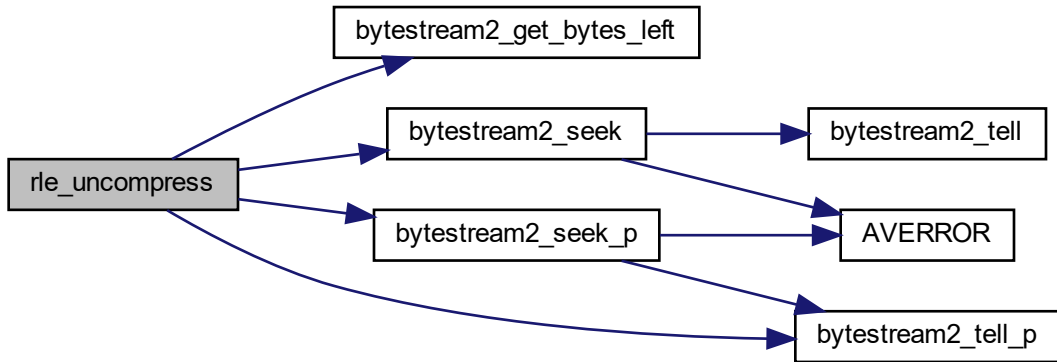 bytestream2_get_bytes_left
bytestream2_seek
bytestream2_tell
rle_uncompress
bytestream2_seek_p
AVERROR
bytestream2_tell_p